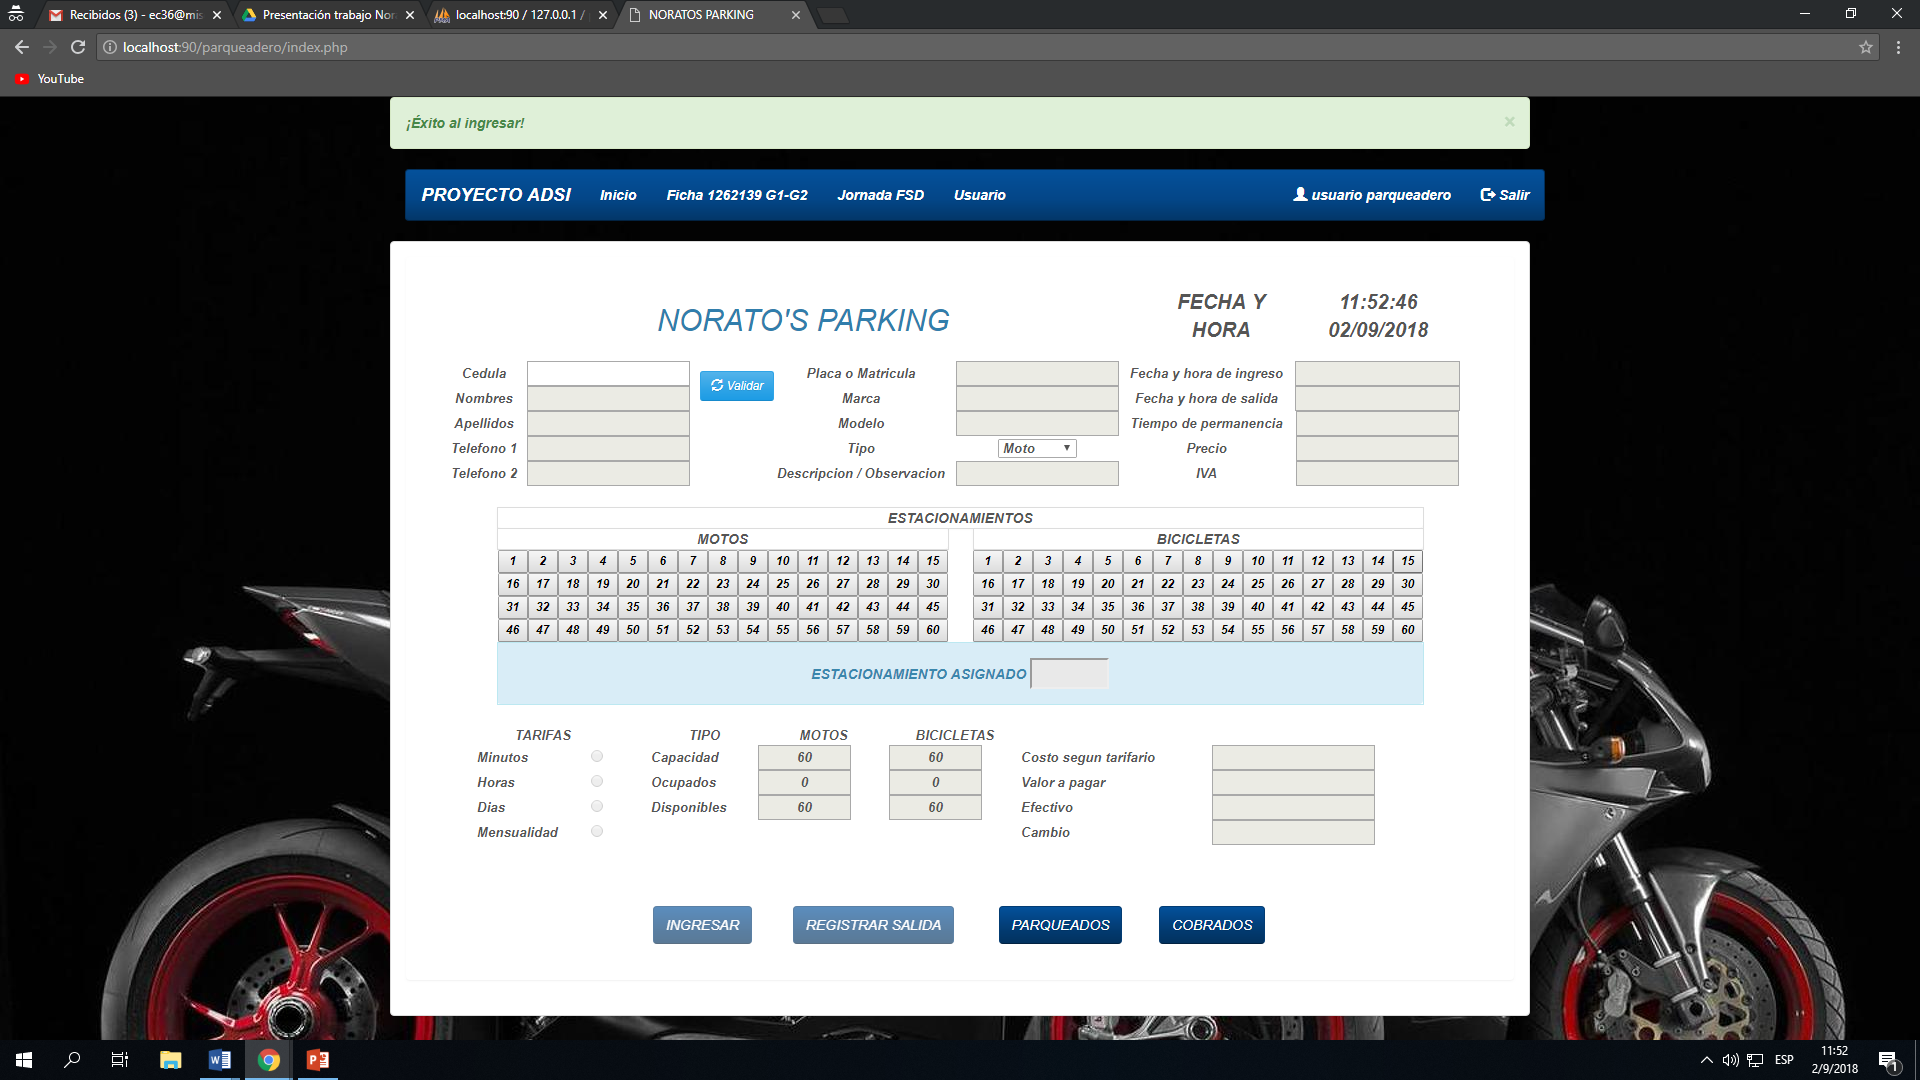 Recibidos (3) - ec36@mis
Presentación trabajo Nor
localhost:90 / 127.0.0.1 /
NORATOS PARKING
localhost:90/parqueadero/index.php
YouTube
¡Éxito al ingresar! ×
PROYECTO ADSI Inicio Ficha 1262139 G1-G2 Jornada FSD Usuario usuario parqueadero Salir
NORATO'S PARKING
FECHA Y HORA
11:52:46
02/09/2018
Cedula Validar Placa o Matricula Fecha y hora de ingreso
Nombres Marca Fecha y hora de salida
Apellidos Modelo Tiempo de permanencia
Telefono 1 Tipo Moto Precio
Telefono 2 Descripcion / Observacion IVA
ESTACIONAMIENTOS
MOTOS BICICLETAS
1 2 3 4 5 6 7 8 9 10 11 12 13 14 15 1 2 3 4 5 6 7 8 9 10 11 12 13 14 15
16 17 18 19 20 21 22 23 24 25 26 27 28 29 30 16 17 18 19 20 21 22 23 24 25 26 27 28 29 30
31 32 33 34 35 36 37 38 39 40 41 42 43 44 45 31 32 33 34 35 36 37 38 39 40 41 42 43 44 45
46 47 48 49 50 51 52 53 54 55 56 57 58 59 60 46 47 48 49 50 51 52 53 54 55 56 57 58 59 60
ESTACIONAMIENTO ASIGNADO
TARIFAS TIPO MOTOS BICICLETAS
Minutos Capacidad 60 60 Costo segun tarifario
Horas Ocupados 0 0 Valor a pagar
Dias Disponibles 60 60 Efectivo
Mensualidad Cambio
INGRESAR REGISTRAR SALIDA PARQUEADOS COBRADOS
ESP
11:52
2/9/2018
1